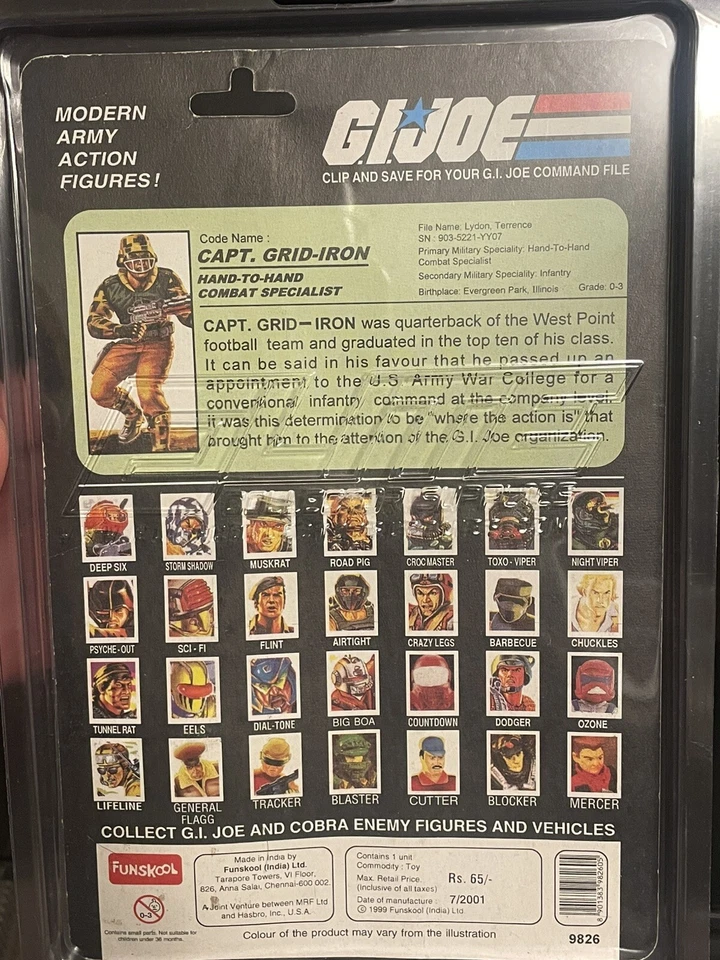 MODERN
ARMY
ACTION
FIGURES!
G.I.JOE
CLIP AND SAVE FOR YOUR G.I. JOE COMMAND FILE
Code Name :
CAPT. GRID-IRON
HAND-TO-HAND
COMBAT SPECIALIST
File Name: Lydon, Terrence
SN : 903-5221-YY07
Primary Military Speciality: Hand-To-Hand
Combat Specialist
Secondary Military Speciality: Infantry
Birthplace: Evergreen Park, Illinois Grade: 0-3
CAPT. GRID-IRON was quarterback of the West Point
football team and graduated in the top ten of his class.
It can be said in his favour that he passed up an
appointment to the U.S. Army War College for a
conventional infantry command at the company level.
it was this determination to be "where the action is" that
brought him to the attention of the G.I. Joe organization.
DEEP SIX STORM SHADOW MUSKRAT ROAD PIG CROC MASTER TOXO-VIPER NIGHT VIPER
PSYCHE-OUT SCI-FI FLINT AIRTIGHT CRAZY LEGS BARBECUE CHUCKLES
TUNNEL RAT EELS DIAL-TONE BIG BOA COUNTDOWN DODGER OZONE
LIFELINE GENERAL FLAGG TRACKER BLASTER CUTTER BLOCKER MERCER
COLLECT G.I. JOE AND COBRA ENEMY FIGURES AND VEHICLES
FUNSKOOL
0-3
Contains small parts. Not suitable for
children under 36 months.
Made in India by
Funskool (India) Ltd.
Tarapore Towers, VI Floor,
826, Anna Salai, Chennai-600 002.
A Joint Venture between MRF Ltd
and Hasbro, Inc., U.S.A.
Contains 1 unit
Commodity : Toy
Max. Retail Price. Rs. 65/-
(Inclusive of all taxes)
Date of manufacture : 7/2001
© 1999 Funskool (India) Ltd.
Colour of the product may vary from the illustration
9826